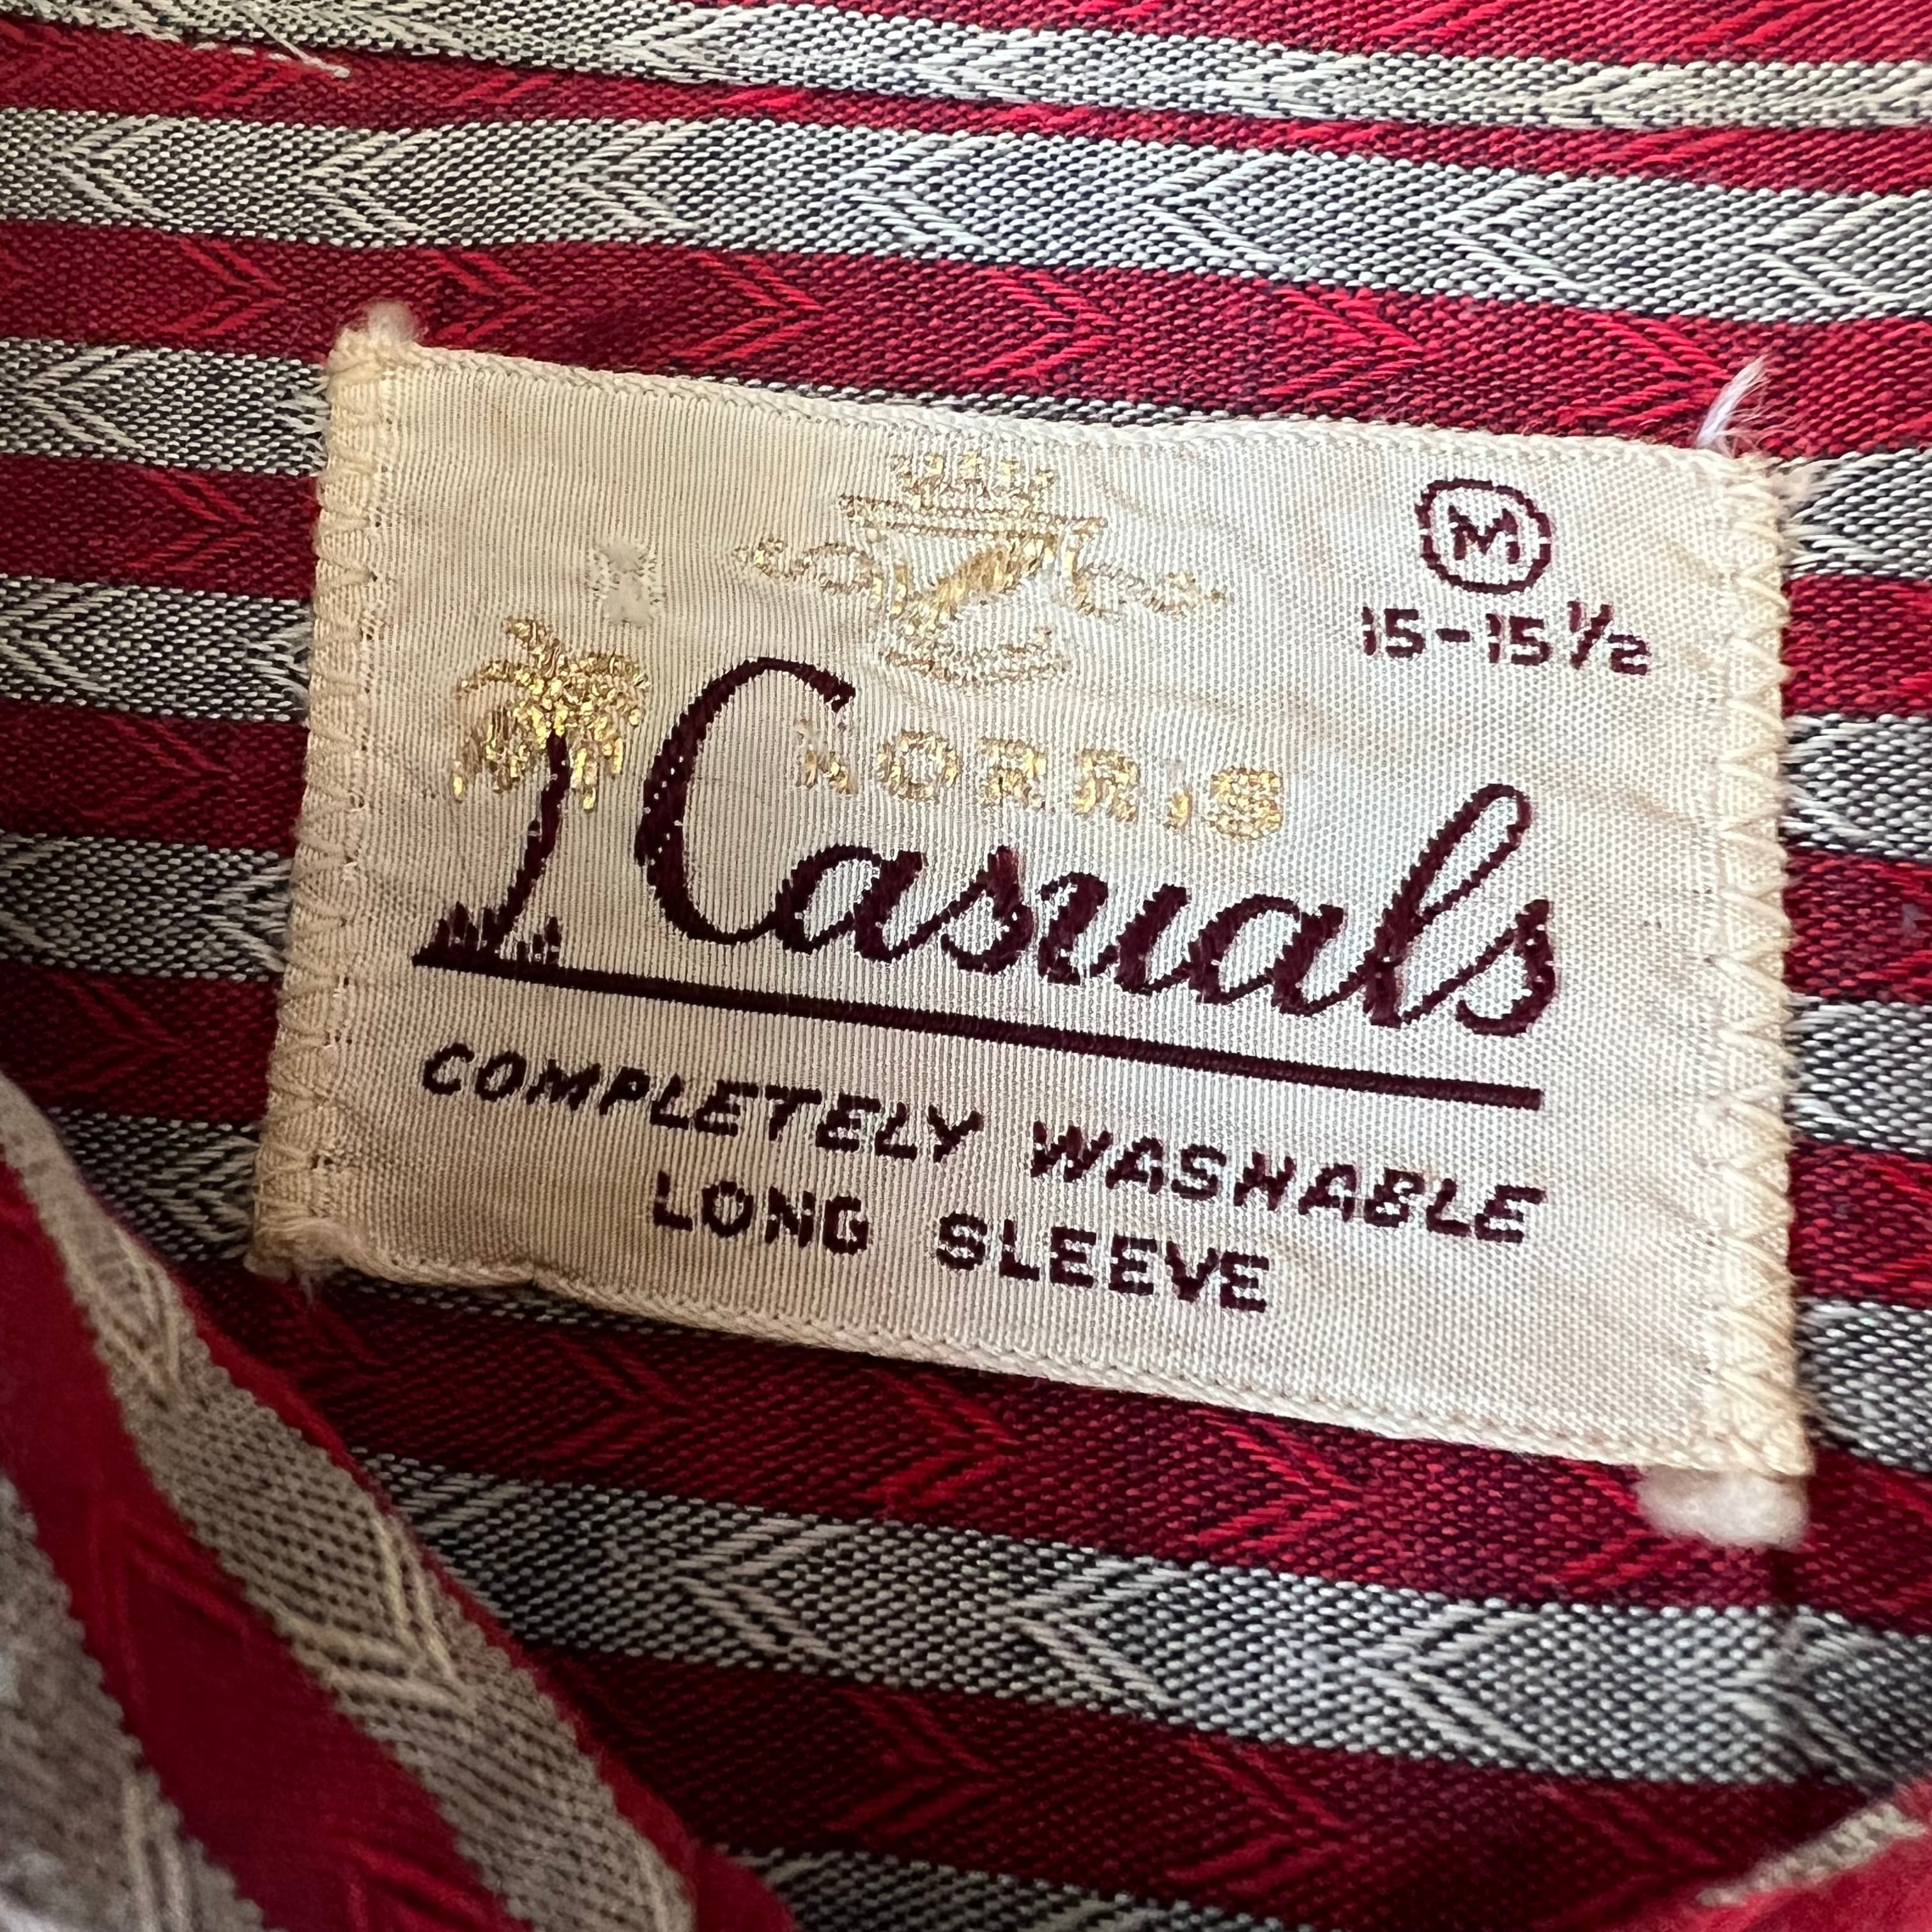 M
15-15½
NORRIS
Casuals
COMPLETELY WASHABLE
LONG SLEEVE